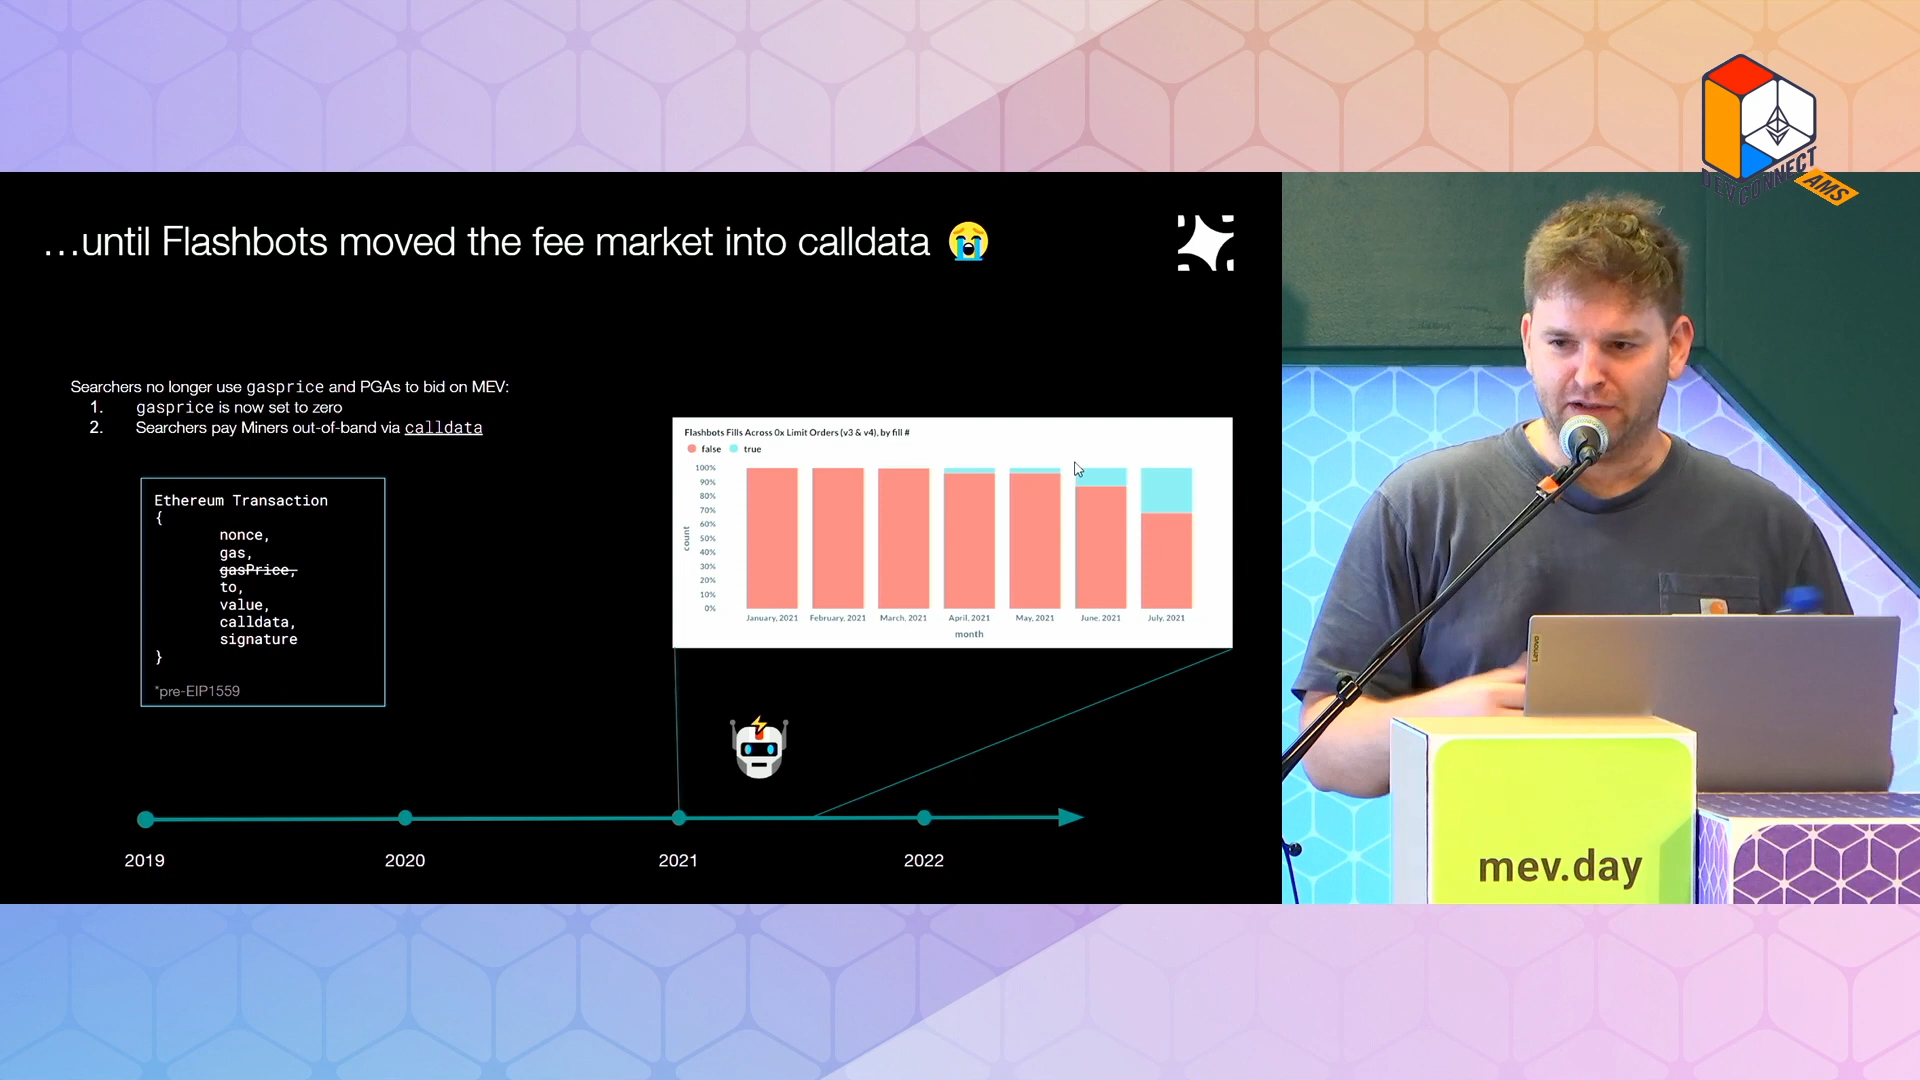 DEVCONNECT
AMS
…until Flashbots moved the fee market into calldata
Searchers no longer use gasprice and PGAs to bid on MEV:
1. gasprice is now set to zero
2. Searchers pay Miners out-of-band via calldata
Ethereum Transaction
{
nonce,
gas,
gasPrice,
to,
value,
calldata,
signature
}
*pre-EIP1559
Flashbots Fills Across 0x Limit Orders (v3 & v4), by fill #
false true
100%
90%
80%
70%
60%
50%
40%
30%
20%
10%
0%
count
January, 2021 February, 2021 March, 2021 April, 2021 May, 2021 June, 2021 July, 2021
month
2019 2020 2021 2022
Lenovo
mev.day